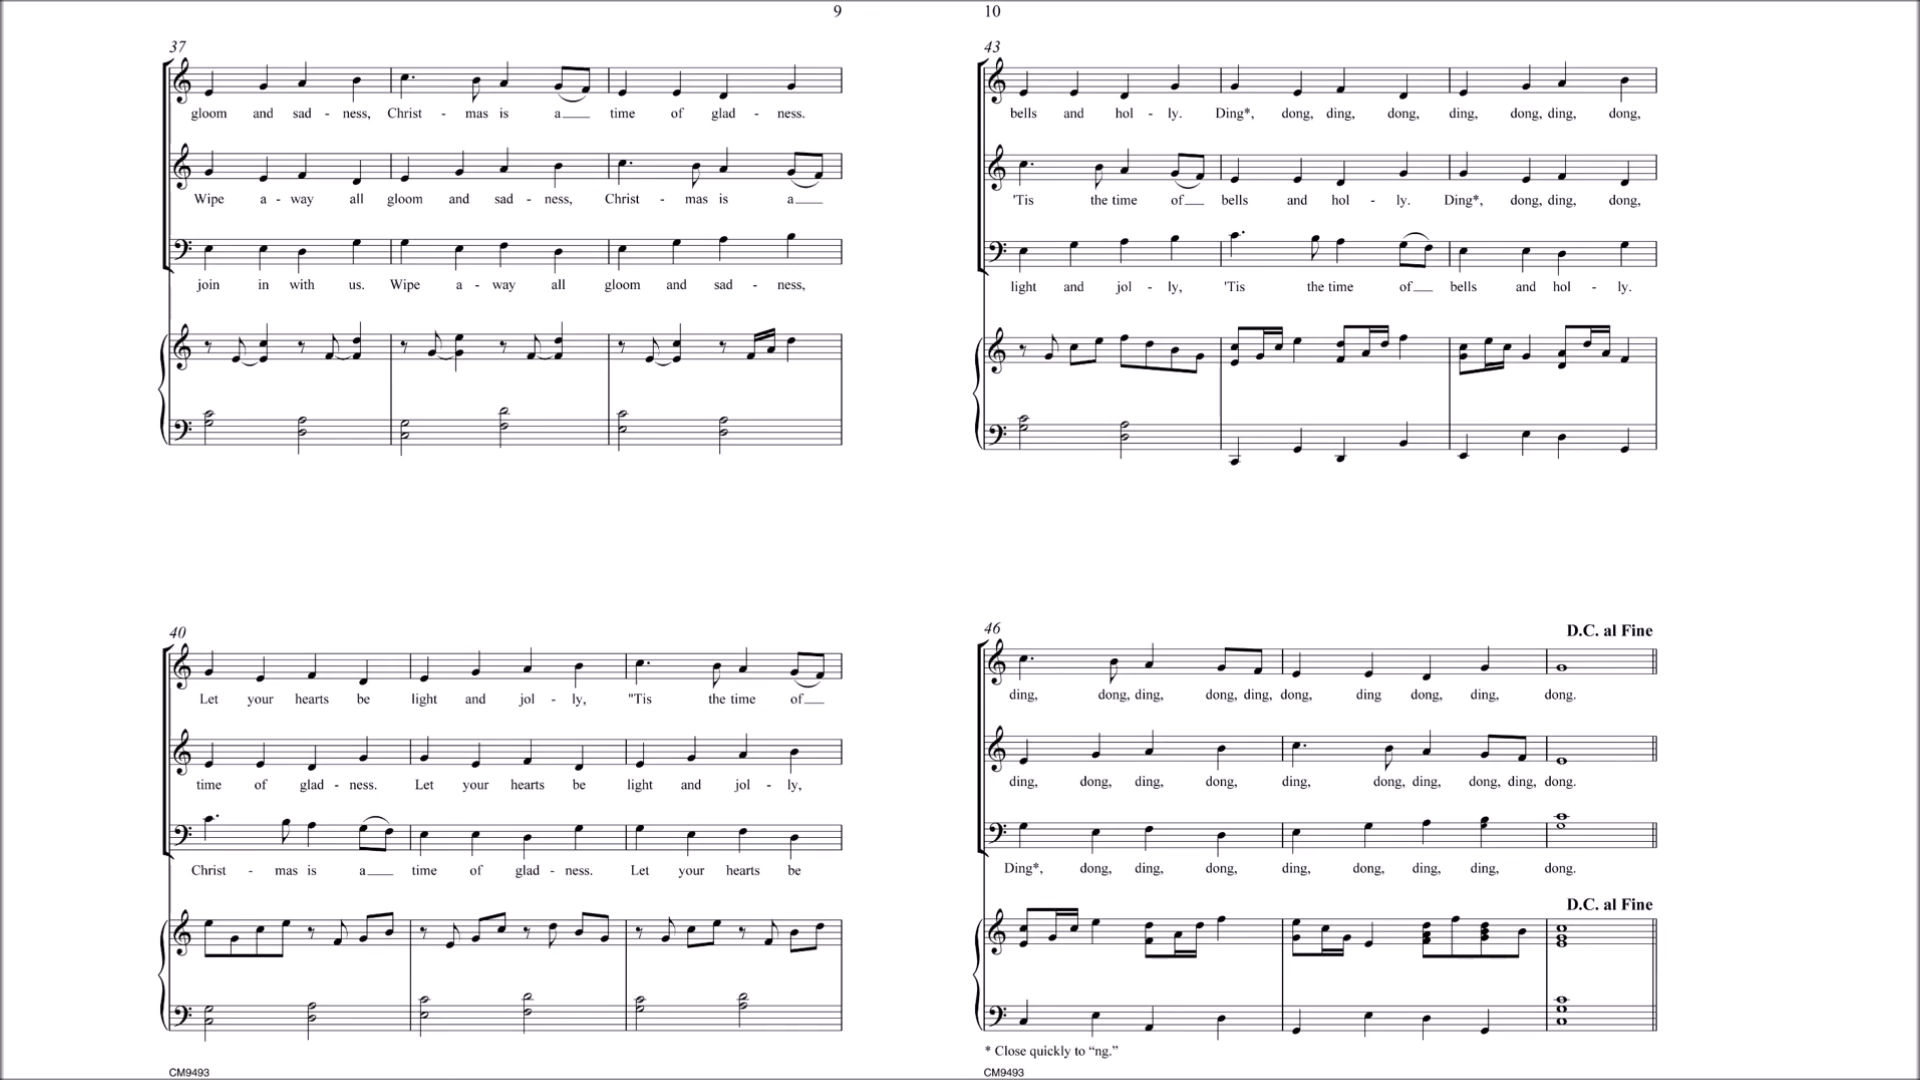 9
37
gloom and sad - ness, Christ - mas is a time of glad - ness.
Wipe a - way all gloom and sad - ness, Christ - mas is a
join in with us. Wipe a - way all gloom and sad - ness,
40
Let your hearts be light and jol - ly, "Tis the time of
time of glad - ness. Let your hearts be light and jol - ly,
Christ - mas is a time of glad - ness. Let your hearts be
CM9493
10
43
bells and hol - ly. Ding*, dong, ding, dong, ding, dong, ding, dong,
'Tis the time of bells and hol - ly. Ding*, dong, ding, dong,
light and jol - ly, 'Tis the time of bells and hol - ly.
46
D.C. al Fine
ding, dong, ding, dong, ding, dong, ding dong, ding, dong.
ding, dong, ding, dong, ding, dong, ding, dong, ding, dong.
Ding*, dong, ding, dong, ding, dong, ding, ding, dong.
D.C. al Fine
* Close quickly to “ng.”
CM9493